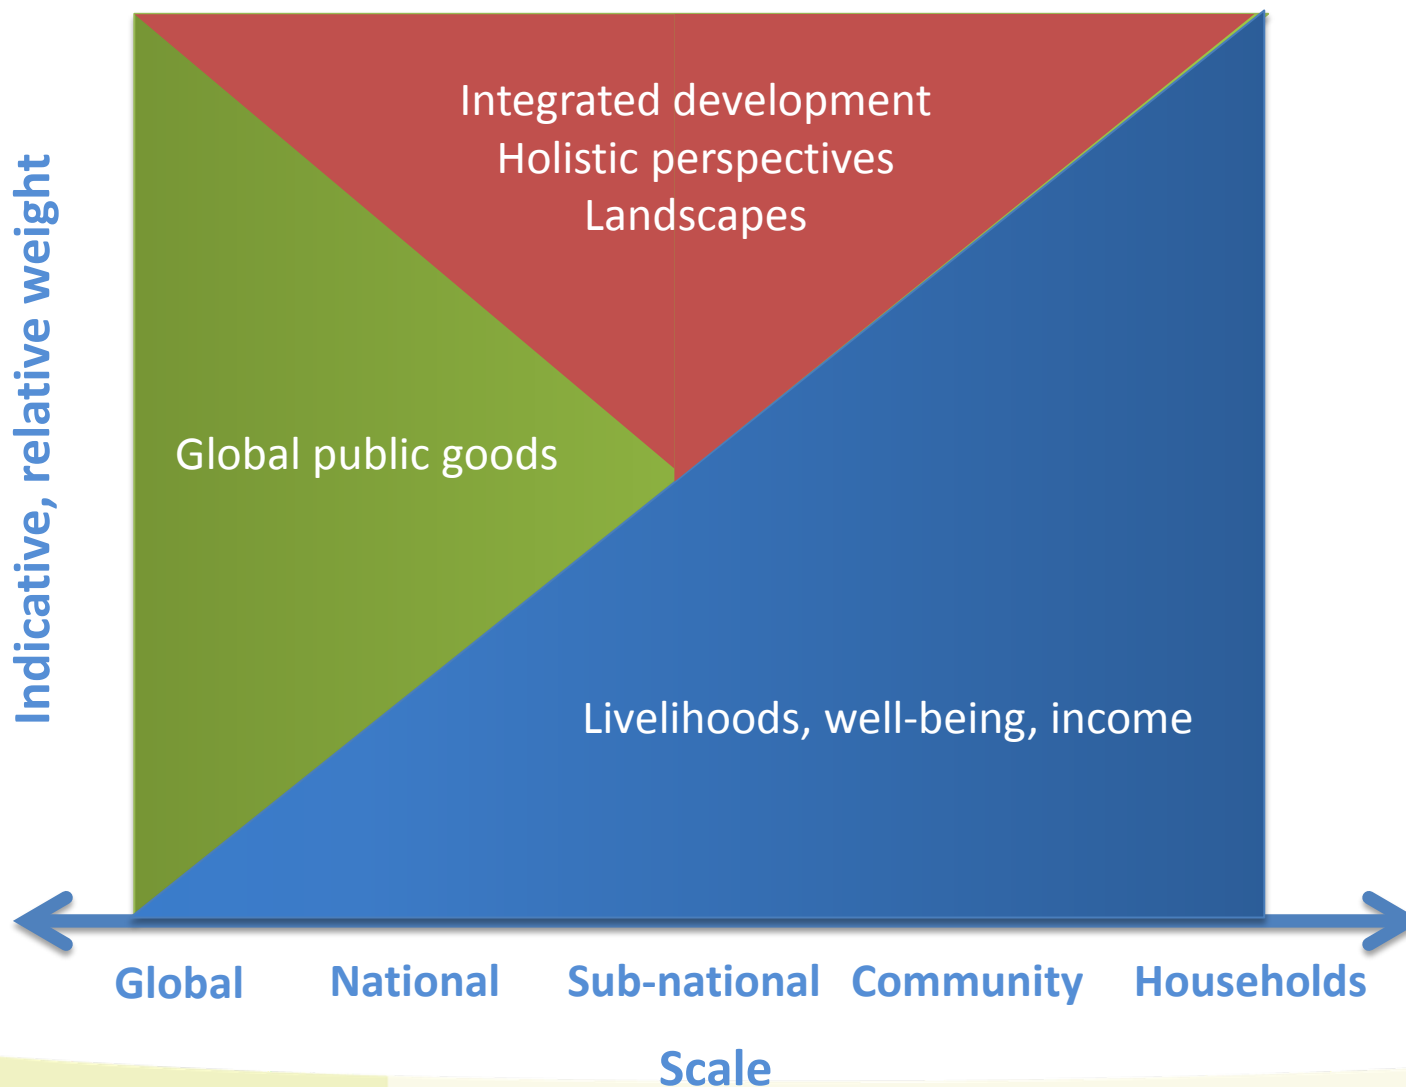 Indicative, relative weight
Integrated development
Holistic perspectives
Landscapes
Global public goods
Livelihoods, well-being, income
Global
National
Sub-national
Community
Households
Scale